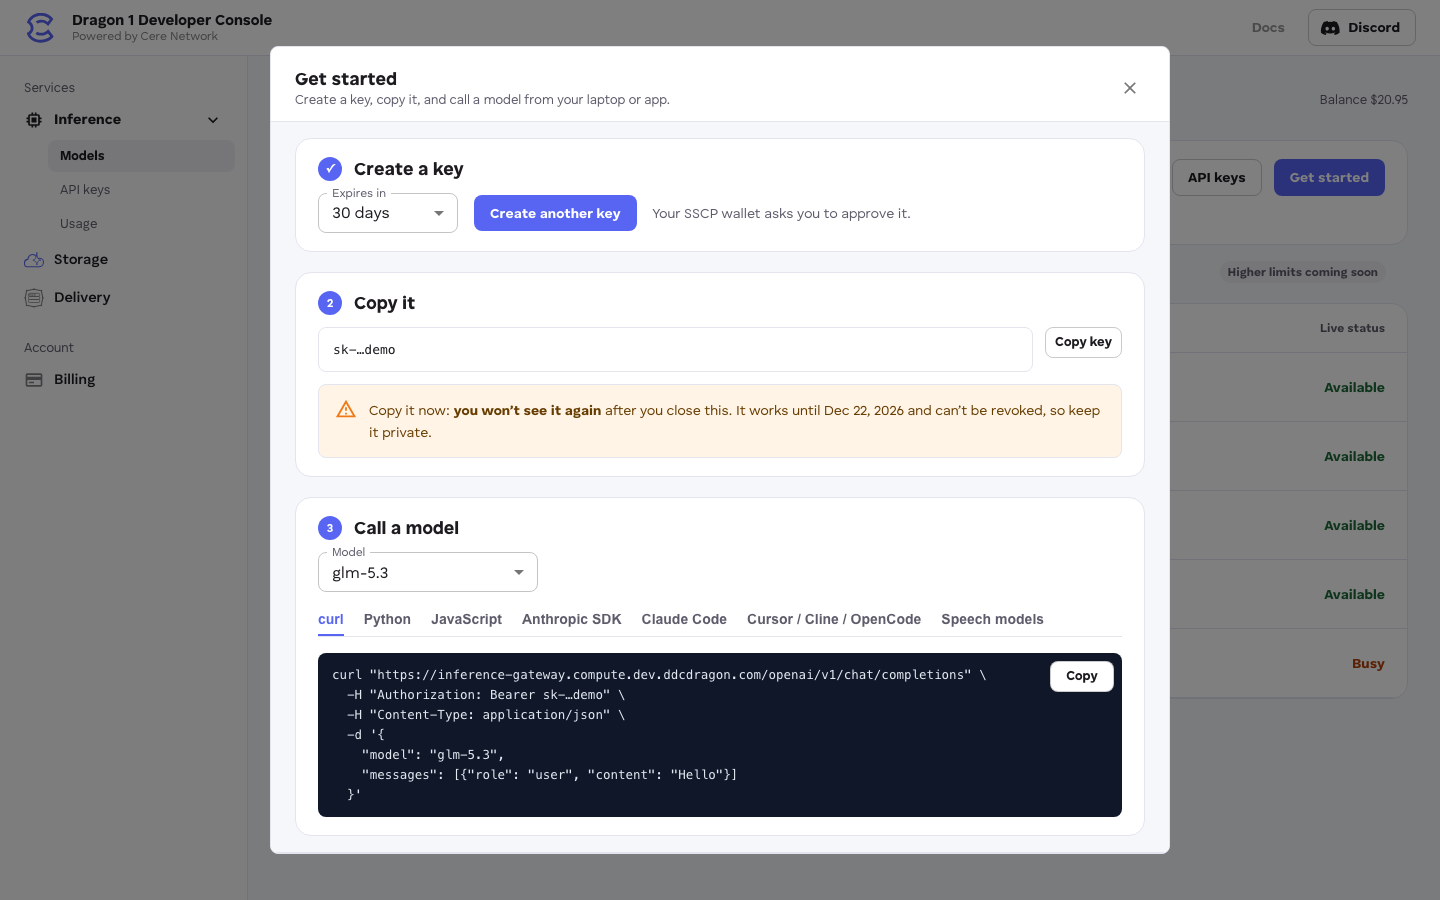 Dragon 1 Developer Console
Powered by Cere Network
Docs
Discord
Services
Inference
Models
API keys
Usage
Storage
Delivery
Account
Billing
Balance $20.95
API keys
Get started
Higher limits coming soon
Live status
Available
Available
Available
Available
Busy
Get started
Create a key, copy it, and call a model from your laptop or app.
Create a key
Expires in
30 days
Create another key
Your SSCP wallet asks you to approve it.
2
Copy it
sk-…demo
Copy key
Copy it now: you won’t see it again after you close this. It works until Dec 22, 2026 and can’t be revoked, so keep
it private.
3
Call a model
Model
glm-5.3
curl
Python
JavaScript
Anthropic SDK
Claude Code
Cursor / Cline / OpenCode
Speech models
curl "https://inference-gateway.compute.dev.ddcdragon.com/openai/v1/chat/completions" \
-H "Authorization: Bearer sk-…demo" \
-H "Content-Type: application/json" \
-d '{
"model": "glm-5.3",
"messages": [{"role": "user", "content": "Hello"}]
}'
Copy